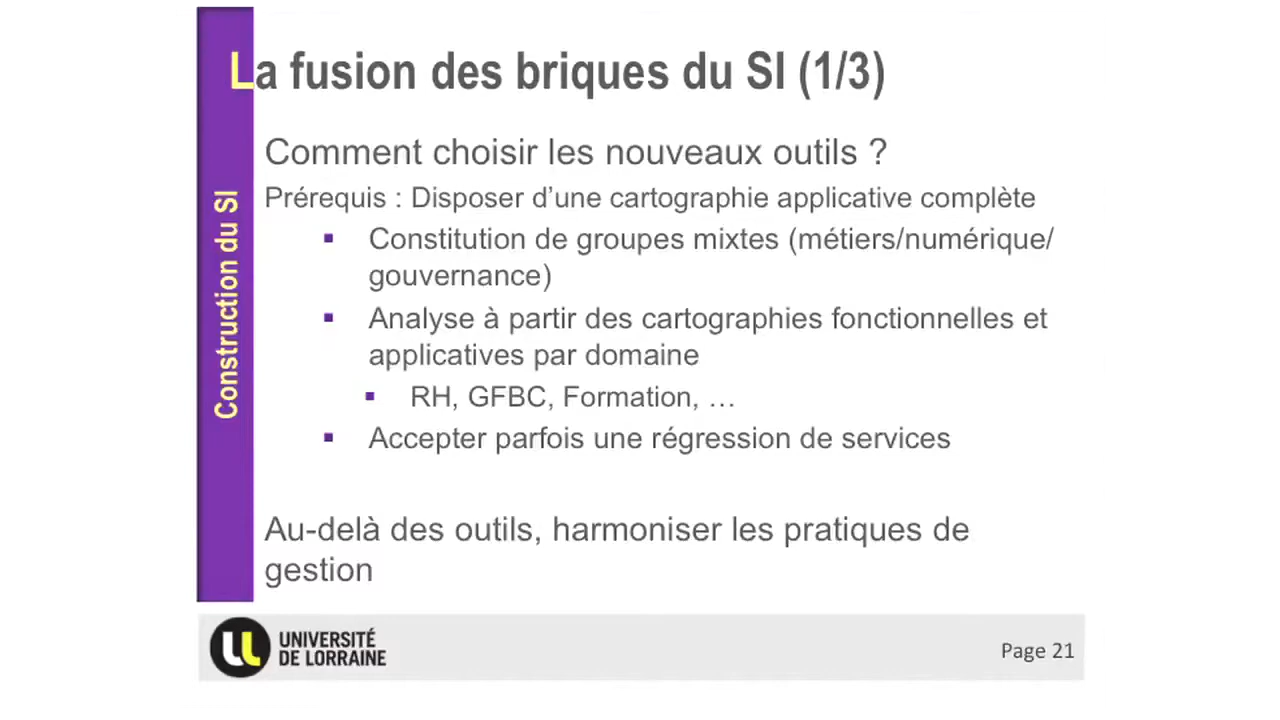 La fusion des briques du SI (1/3)
Construction du SI
Comment choisir les nouveaux outils ?
Prérequis : Disposer d’une cartographie applicative complète
▪ Constitution de groupes mixtes (métiers/numérique/
gouvernance)
▪ Analyse à partir des cartographies fonctionnelles et
applicatives par domaine
▪ RH, GFBC, Formation, …
▪ Accepter parfois une régression de services
Au-delà des outils, harmoniser les pratiques de
gestion
UNIVERSITÉ
DE LORRAINE
Page 21